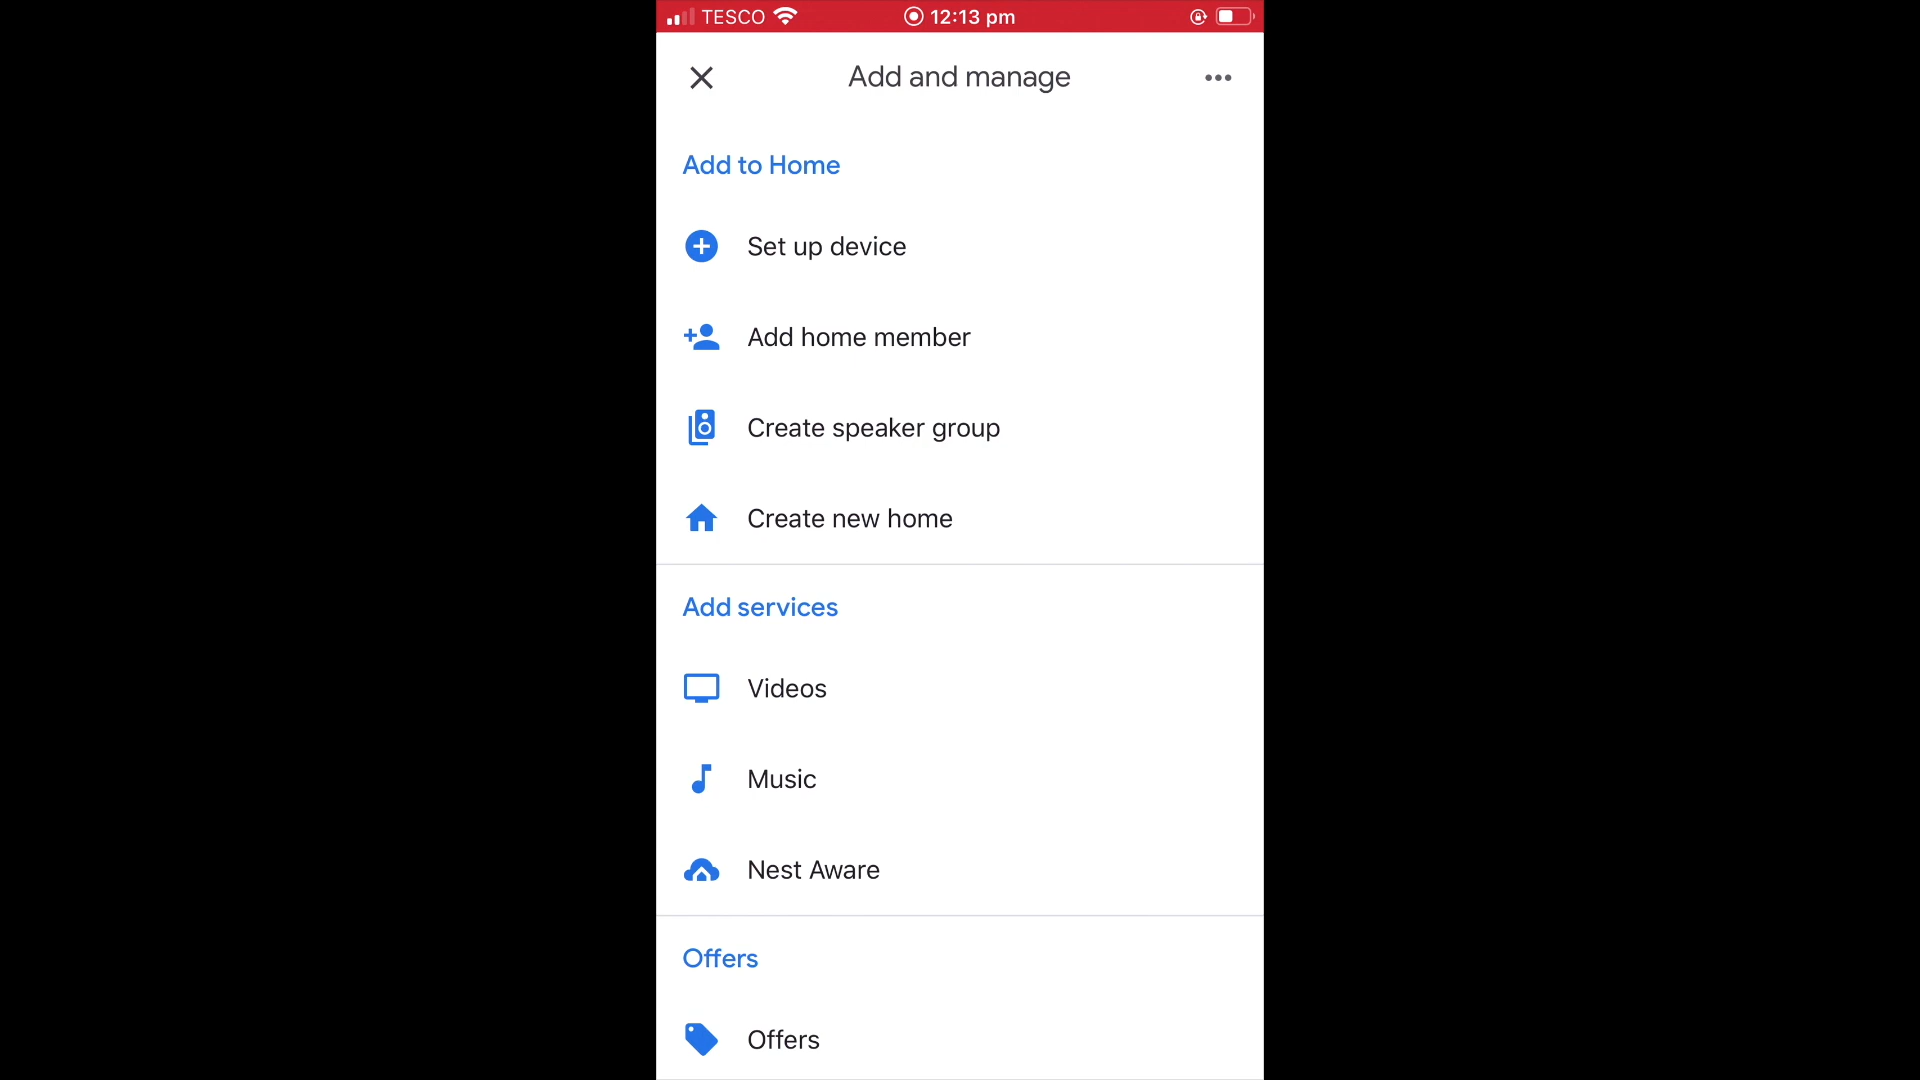 TESCO 12:13 pm
Add and manage
Add to Home
Set up device
Add home member
Create speaker group
Create new home
Add services
Videos
Music
Nest Aware
Offers
Offers